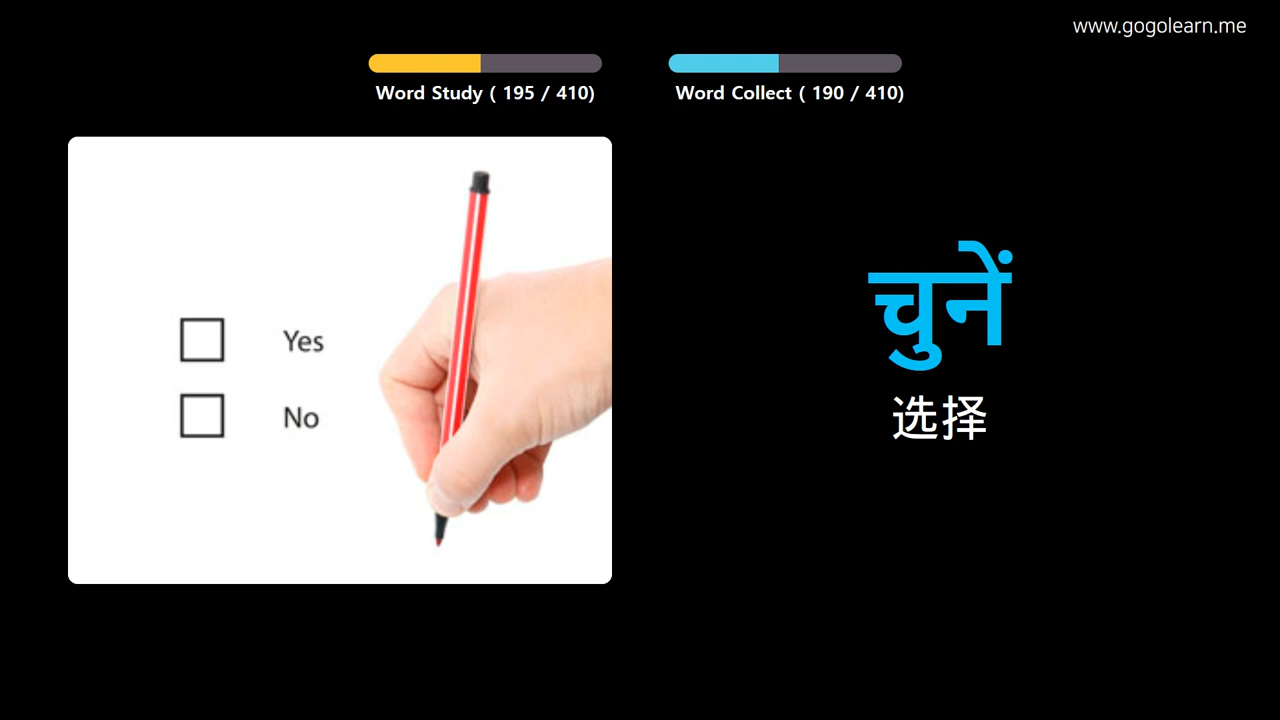 www.gogolearn.me
Word Study ( 195 / 410)
Word Collect ( 190 / 410)
Yes
No
चुनें
选择